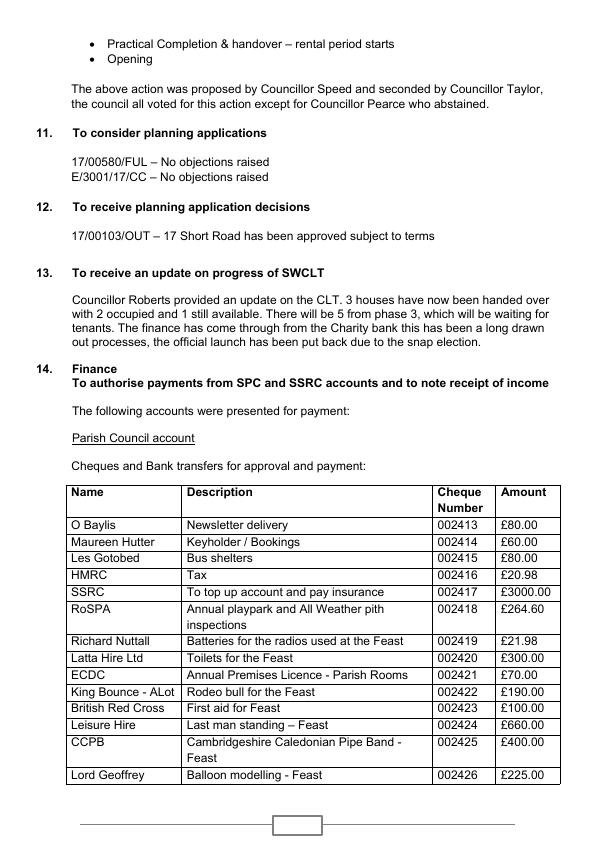 • Practical Completion & handover – rental period starts
• Opening
The above action was proposed by Councillor Speed and seconded by Councillor Taylor,
the council all voted for this action except for Councillor Pearce who abstained.
11. To consider planning applications
17/00580/FUL – No objections raised
E/3001/17/CC – No objections raised
12. To receive planning application decisions
17/00103/OUT – 17 Short Road has been approved subject to terms
13. To receive an update on progress of SWCLT
Councillor Roberts provided an update on the CLT. 3 houses have now been handed over
with 2 occupied and 1 still available. There will be 5 from phase 3, which will be waiting for
tenants. The finance has come through from the Charity bank this has been a long drawn
out processes, the official launch has been put back due to the snap election.
14. Finance
To authorise payments from SPC and SSRC accounts and to note receipt of income
The following accounts were presented for payment:
Parish Council account
Cheques and Bank transfers for approval and payment:
Name Description Cheque Number Amount
O Baylis Newsletter delivery 002413 £80.00
Maureen Hutter Keyholder / Bookings 002414 £60.00
Les Gotobed Bus shelters 002415 £80.00
HMRC Tax 002416 £20.98
SSRC To top up account and pay insurance 002417 £3000.00
RoSPA Annual playpark and All Weather pith inspections 002418 £264.60
Richard Nuttall Batteries for the radios used at the Feast 002419 £21.98
Latta Hire Ltd Toilets for the Feast 002420 £300.00
ECDC Annual Premises Licence - Parish Rooms 002421 £70.00
King Bounce - ALot Rodeo bull for the Feast 002422 £190.00
British Red Cross First aid for Feast 002423 £100.00
Leisure Hire Last man standing – Feast 002424 £660.00
CCPB Cambridgeshire Caledonian Pipe Band - Feast 002425 £400.00
Lord Geoffrey Balloon modelling - Feast 002426 £225.00